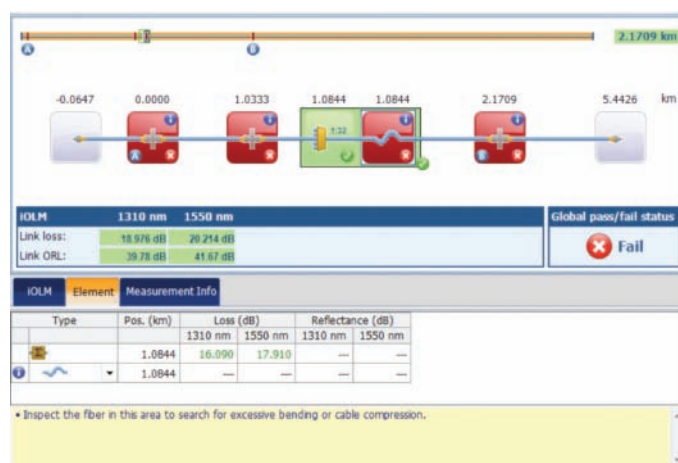 2.1709 km
A
B
-0.0647 0.0000 1.0333 1.0844 1.0844 2.1709 5.4426 km
1:32
A
B
iOLM 1310 nm 1550 nm
Link loss: 18.976 dB 20.214 dB
Link ORL: 39.78 dB 41.67 dB
Global pass/fail status
Fail
iOLM Element Measurement Info
Type Pos. (km) Loss (dB) Reflectance (dB)
1310 nm 1550 nm 1310 nm 1550 nm
1.0844 16.090 17.910 --- ---
1.0844 --- --- --- ---
• Inspect the fiber in this area to search for excessive bending or cable compression.